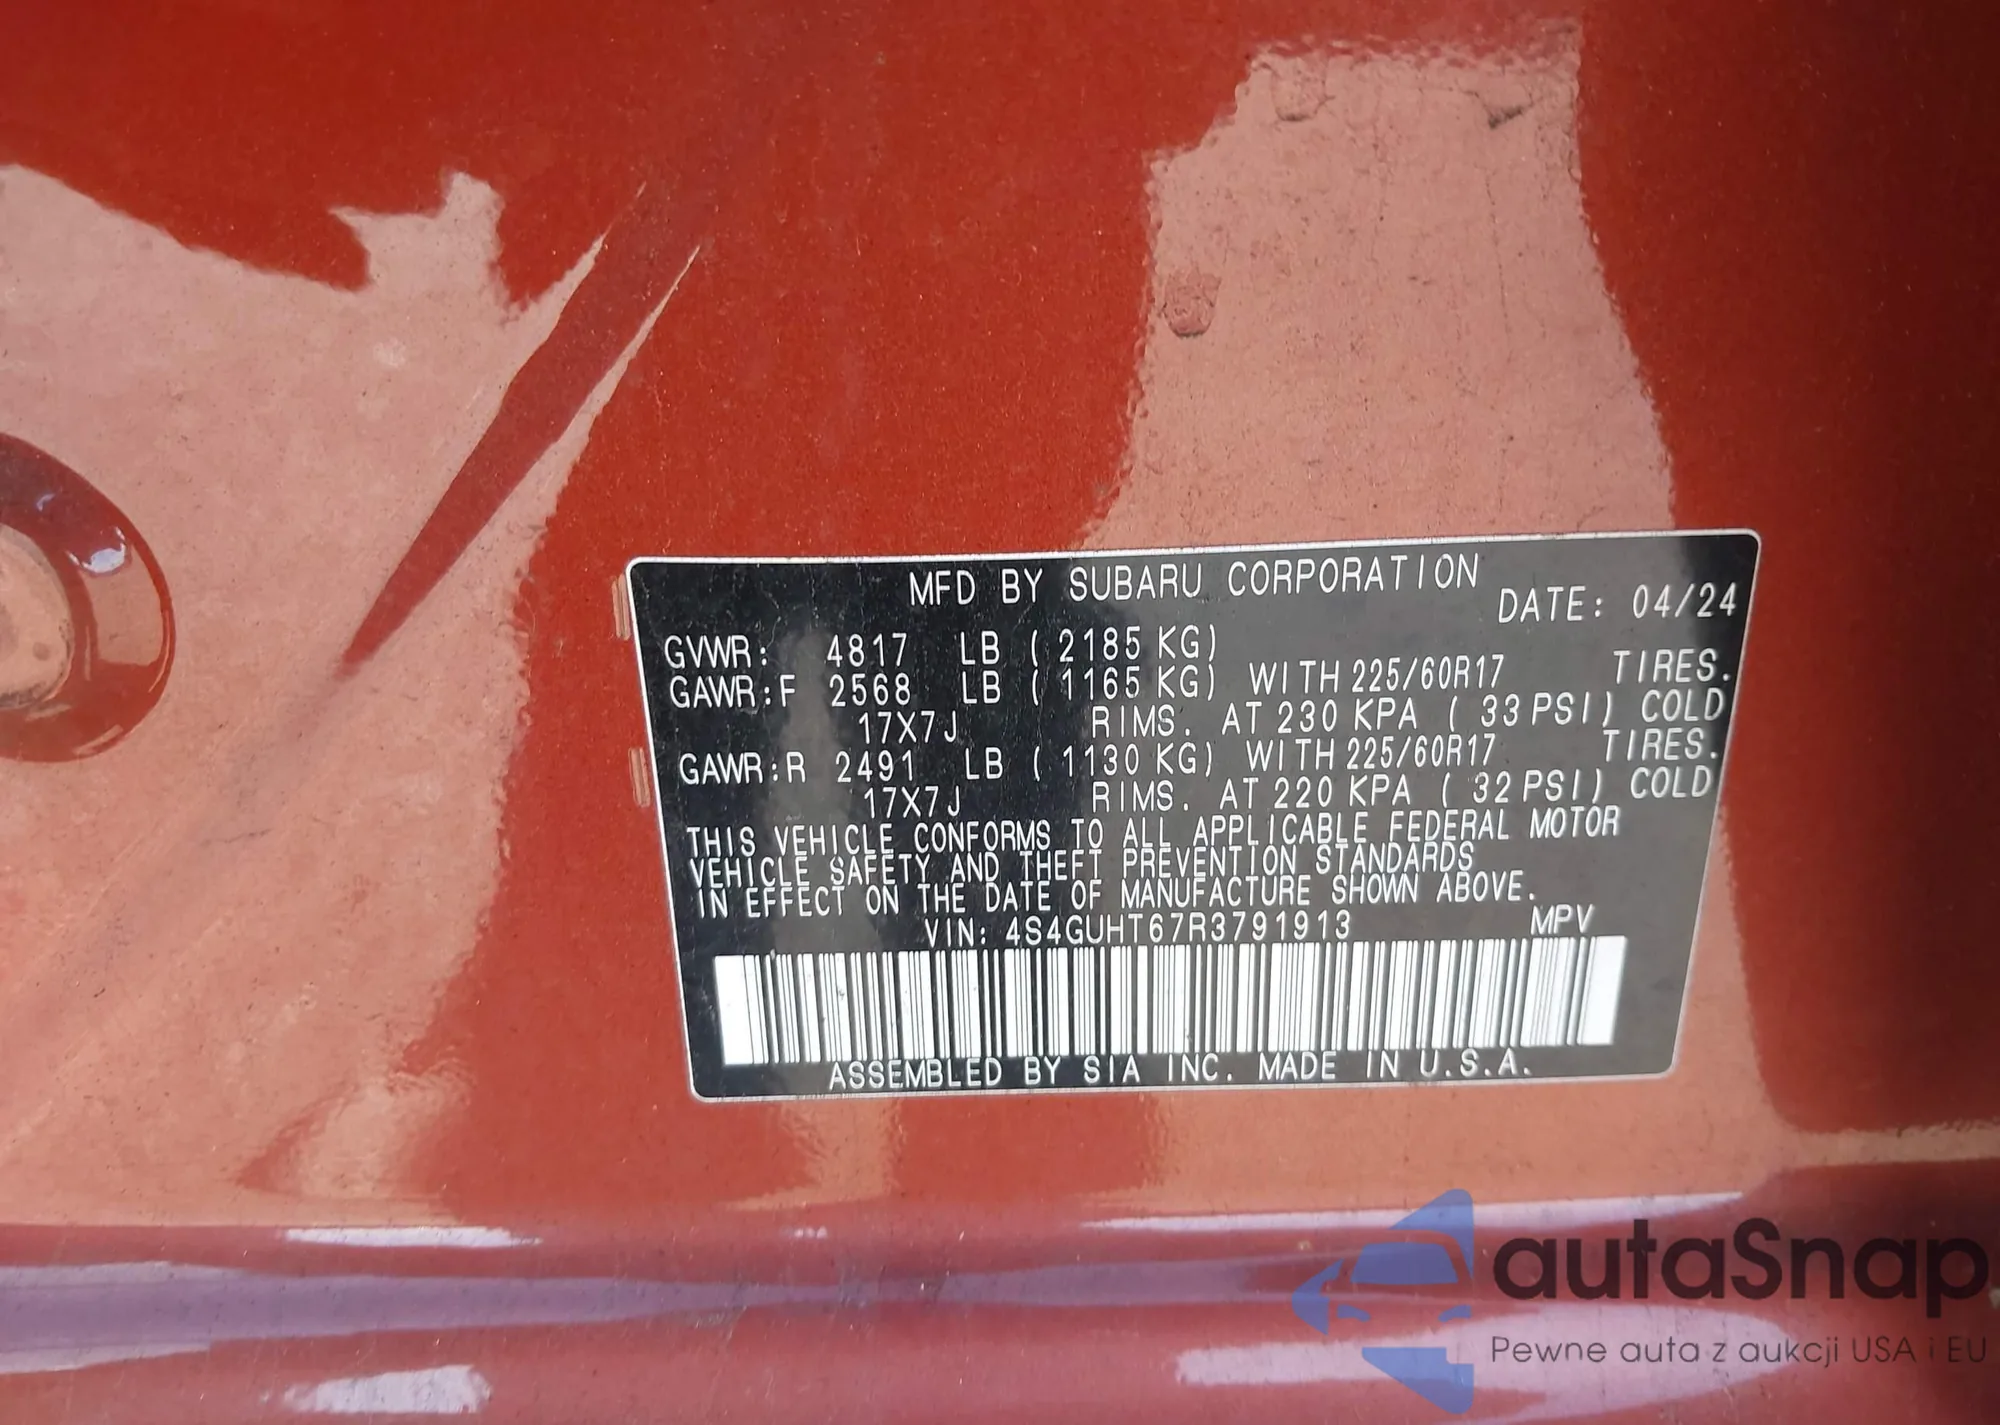 MFD BY SUBARU CORPORATION
DATE: 04/24
GVWR: 4817 LB ( 2185 KG)
GAWR:F 2568 LB ( 1165 KG) WITH 225/60R17 TIRES.
17X7J RIMS. AT 230 KPA ( 33 PSI) COLD
GAWR:R 2491 LB ( 1130 KG) WITH 225/60R17 TIRES.
17X7J RIMS. AT 220 KPA ( 32 PSI) COLD
THIS VEHICLE CONFORMS TO ALL APPLICABLE FEDERAL MOTOR
VEHICLE SAFETY AND THEFT PREVENTION STANDARDS
IN EFFECT ON THE DATE OF MANUFACTURE SHOWN ABOVE.
VIN: 4S4GUHT67R3791913 MPV
ASSEMBLED BY SIA INC. MADE IN U.S.A.
autaSnap
Pewne auta z aukcji USA i EU